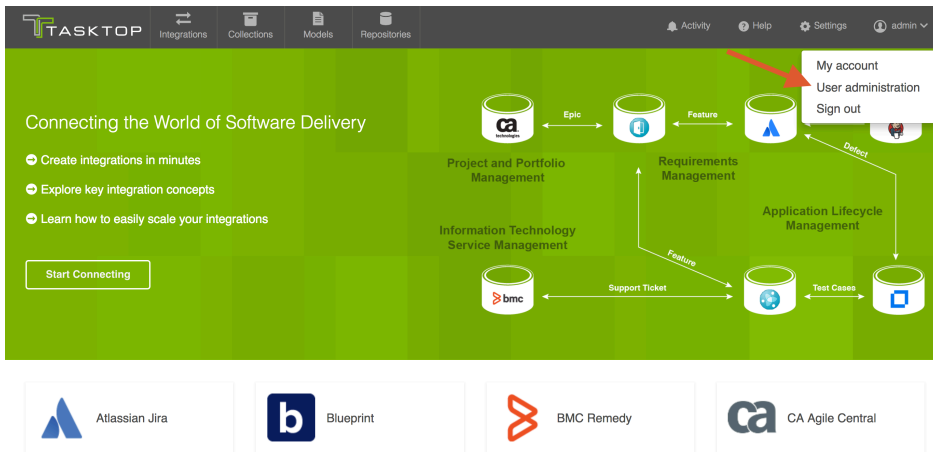 TASKTOP
Integrations
Collections
Models
Repositories
Activity
Help
Settings
admin
My account
User administration
Sign out
Connecting the World of Software Delivery
Create integrations in minutes
Explore key integration concepts
Learn how to easily scale your integrations
Start Connecting
ca
technologies
Epic
Feature
Defect
Project and Portfolio
Management
Requirements
Management
Application Lifecycle
Management
Information Technology
Service Management
Feature
bmc
Support Ticket
Test Cases
Atlassian Jira
b
Blueprint
BMC Remedy
ca
CA Agile Central